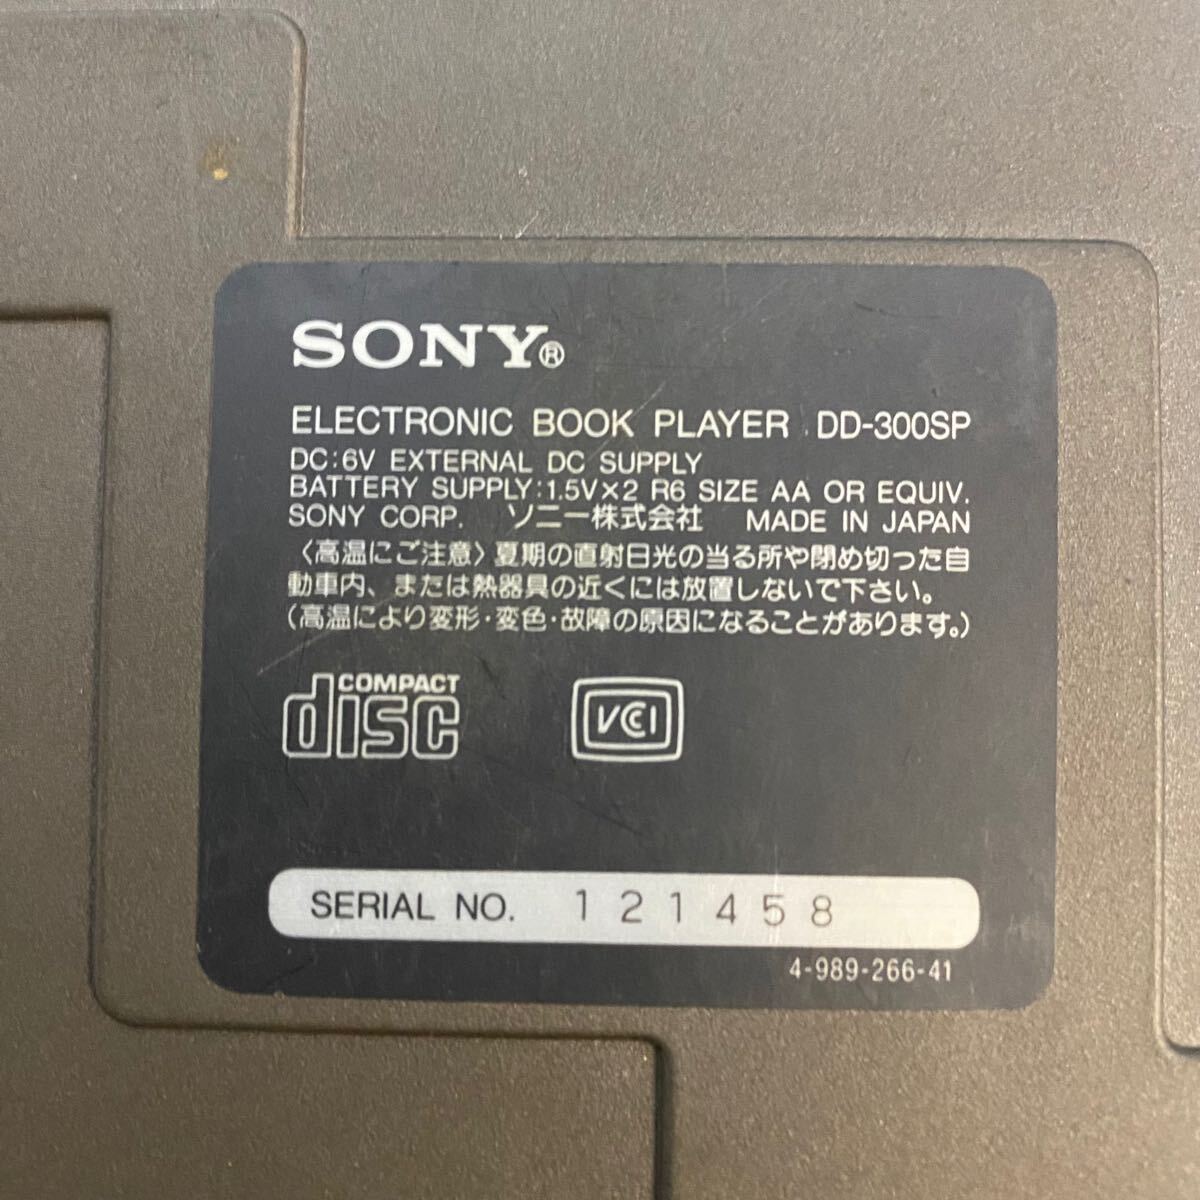 SONY®
ELECTRONIC BOOK PLAYER DD-300SP
DC:6V EXTERNAL DC SUPPLY
BATTERY SUPPLY:1.5V×2 R6 SIZE AA OR EQUIV.
SONY CORP. ソニー株式会社 MADE IN JAPAN
〈高温にご注意〉夏期の直射日光の当る所や閉め切った自
動車内、または熱器具の近くには放置しないで下さい。
(高温により変形・変色・故障の原因になることがあります。)
COMPACT
disc
VCCI
SERIAL NO. 121458
4-989-266-41